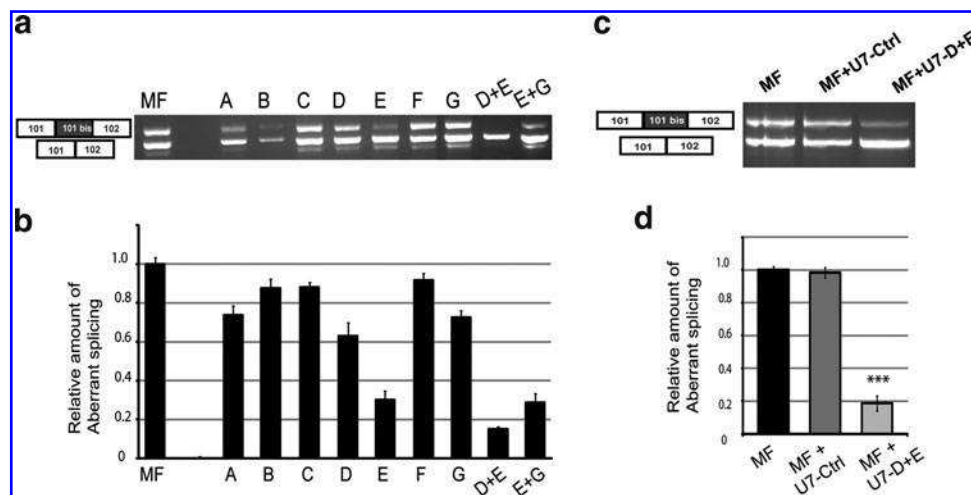 a
MF A B C D E F G D+E E+G
101 101 bis 102
101 102
b
Relative amount of
Aberrant splicing
1.0
0.8
0.6
0.4
0.2
0
MF A B C D E F G D+E E+G
c
MF MF+U7-Ctrl MF+U7-D+E
101 101 bis 102
101 102
d
Relative amount of
Aberrant splicing
1.0
0.8
0.6
0.4
0.2
0
***
MF MF + U7-Ctrl MF + U7-D+E